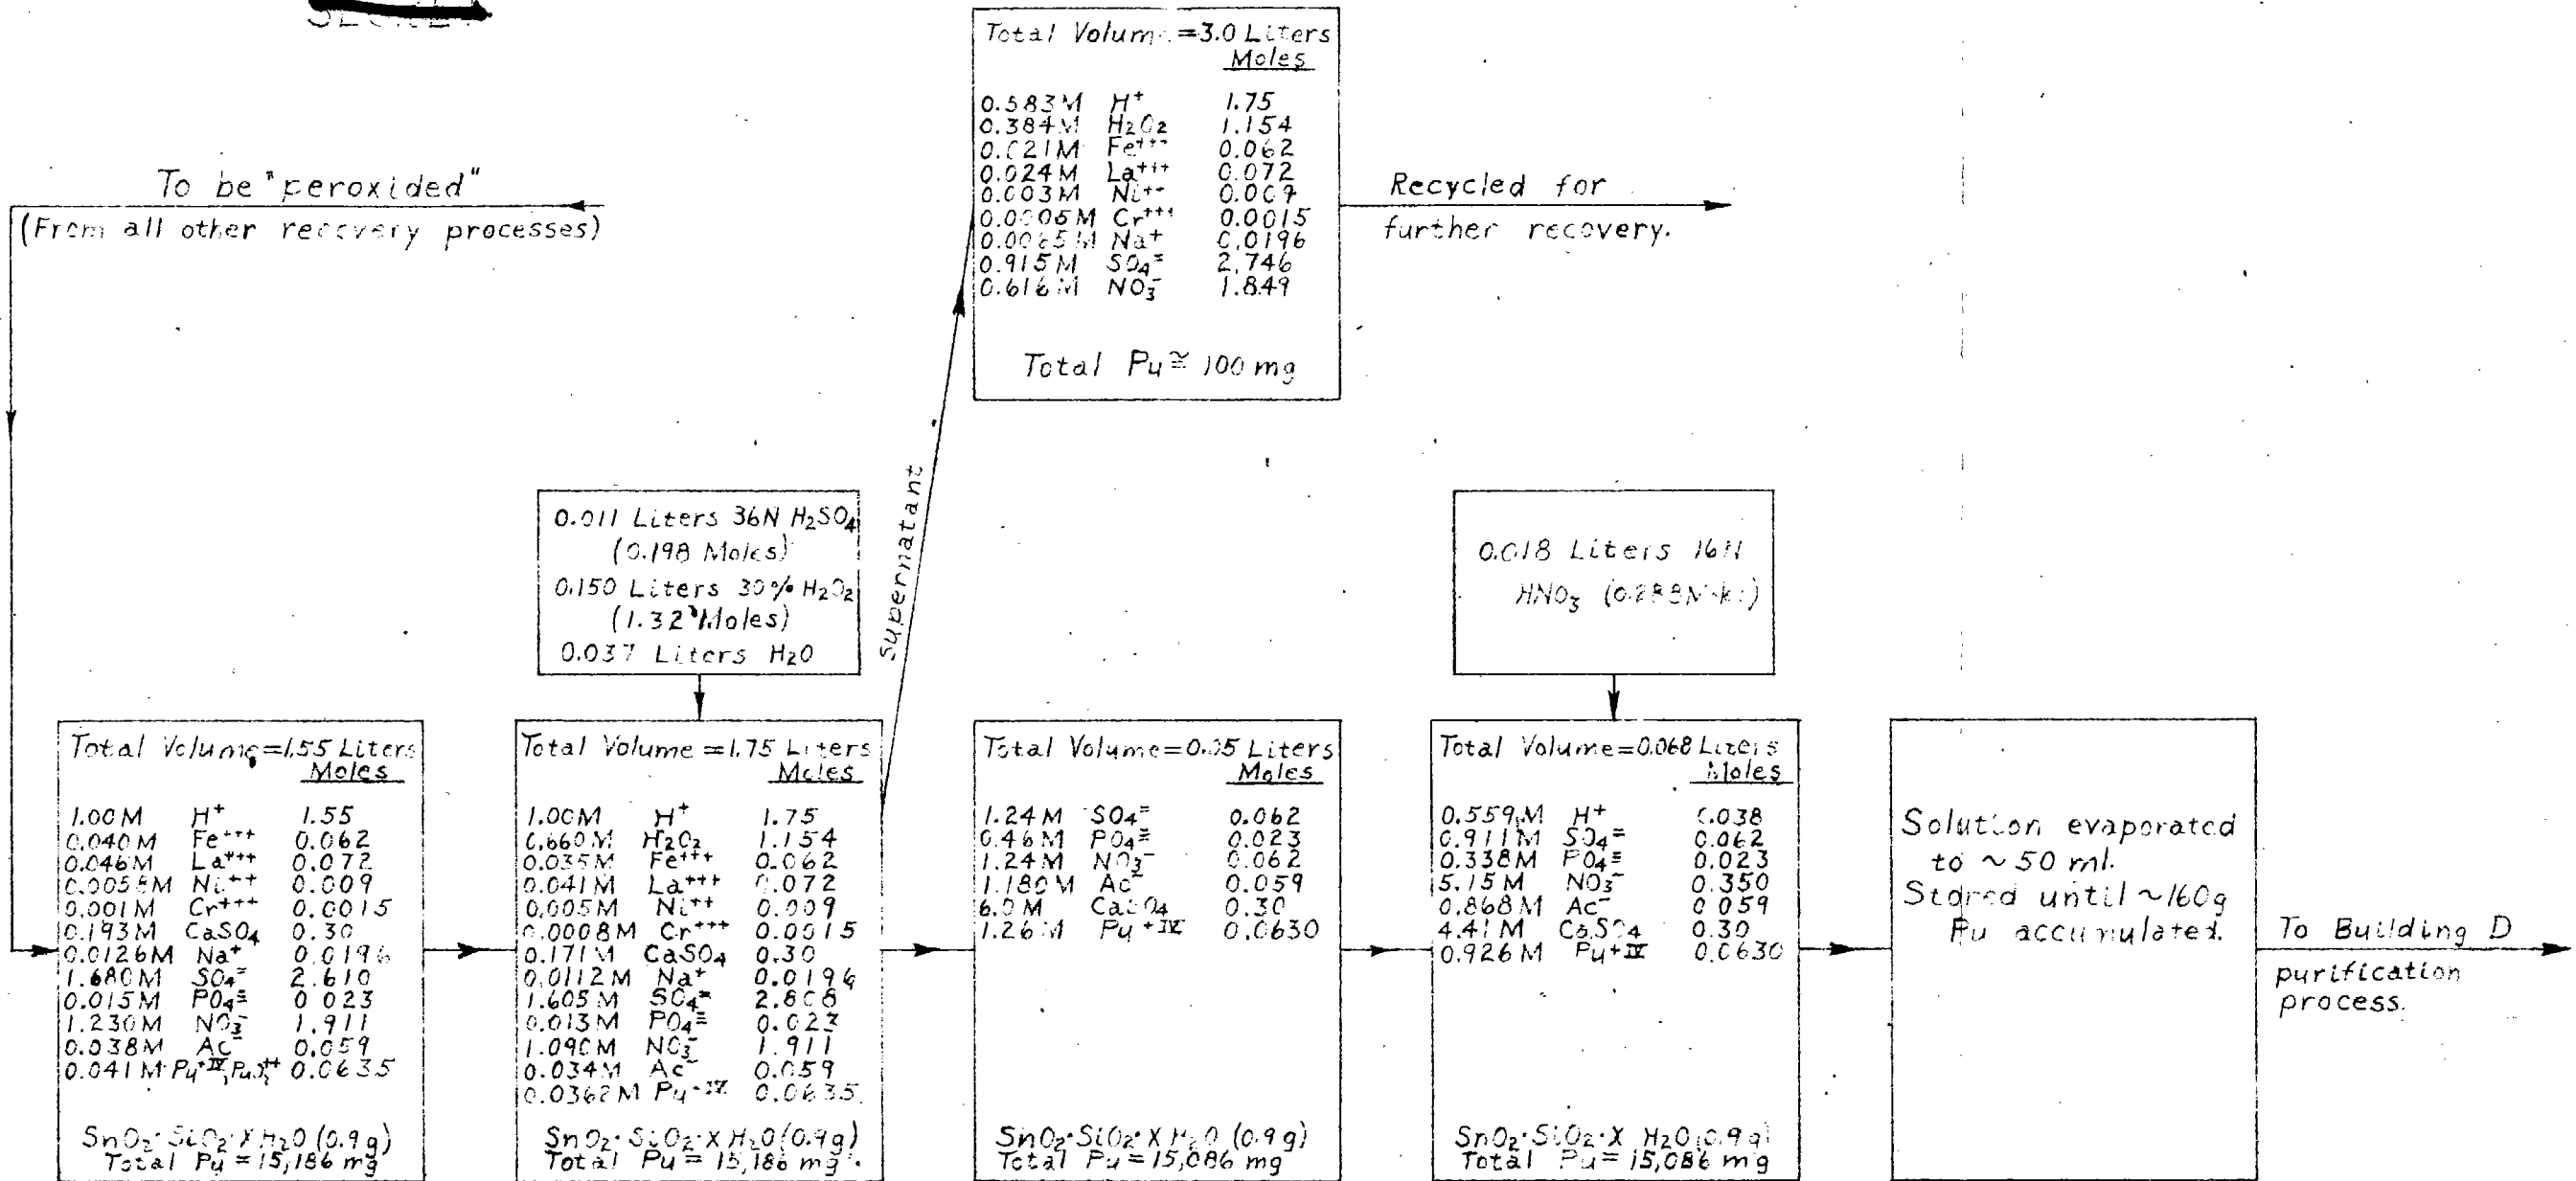 SECRET
Total Volume=3.0 Liters
Moles
0.583M H⁺ 1.75
0.384M H₂O₂ 1.154
0.021M Fe⁺⁺⁺ 0.062
0.024M La⁺⁺⁺ 0.072
0.003M Ni⁺⁺ 0.009
0.0005M Cr⁺⁺⁺ 0.0015
0.0065M Na⁺ 0.0196
0.915M SO₄⁼ 2.746
0.616M NO₃⁻ 1.849
Total Pu ≅ 100 mg
To be "peroxided"
(From all other recovery processes)
Recycled for
further recovery.
Supernatant
0.011 Liters 36N H₂SO₄
(0.198 Moles)
0.150 Liters 30% H₂O₂
(1.32 Moles)
0.037 Liters H₂O
0.018 Liters 16N
HNO₃ (0.288 Moles)
Total Volume=1.55 Liters
Moles
1.00M H⁺ 1.55
0.040M Fe⁺⁺⁺ 0.062
0.046M La⁺⁺⁺ 0.072
0.0058M Ni⁺⁺ 0.009
0.001M Cr⁺⁺⁺ 0.0015
0.193M CaSO₄ 0.30
0.0126M Na⁺ 0.0196
1.680M SO₄⁼ 2.610
0.015M PO₄≡ 0.023
1.230M NO₃⁻ 1.911
0.038M Ac⁻ 0.059
0.041M Pu⁺ᴵⱽ, PuO₂⁺⁺ 0.0635
SnO₂·SiO₂·X H₂O (0.9g)
Total Pu = 15,186 mg
Total Volume = 1.75 Liters
Moles
1.00M H⁺ 1.75
0.660M H₂O₂ 1.154
0.035M Fe⁺⁺⁺ 0.062
0.041M La⁺⁺⁺ 0.072
0.005M Ni⁺⁺ 0.009
0.0008M Cr⁺⁺⁺ 0.0015
0.171M CaSO₄ 0.30
0.0112M Na⁺ 0.0196
1.605M SO₄⁼ 2.808
0.013M PO₄≡ 0.023
1.090M NO₃⁻ 1.911
0.034M Ac⁻ 0.059
0.0362M Pu⁺ᴵⱽ 0.0635
SnO₂·SiO₂·X H₂O (0.9g)
Total Pu = 15,186 mg
Total Volume=0.05 Liters
Moles
1.24M SO₄⁼ 0.062
0.46M PO₄≡ 0.023
1.24M NO₃⁻ 0.062
1.180M Ac⁻ 0.059
6.0M CaSO₄ 0.30
1.26M Pu⁺ᴵⱽ 0.0630
SnO₂·SiO₂·X H₂O (0.9g)
Total Pu = 15,086 mg
Total Volume=0.068 Liters
Moles
0.559M H⁺ 0.038
0.911M SO₄⁼ 0.062
0.338M PO₄≡ 0.023
5.15M NO₃⁻ 0.350
0.868M Ac⁻ 0.059
4.41M CaSO₄ 0.30
0.926M Pu⁺ᴵⱽ 0.0630
SnO₂·SiO₂·X H₂O (0.9g)
Total Pu = 15,086 mg
Solution evaporated
to ~50 ml.
Stored until ~160g
Pu accumulated.
To Building D
purification
process.